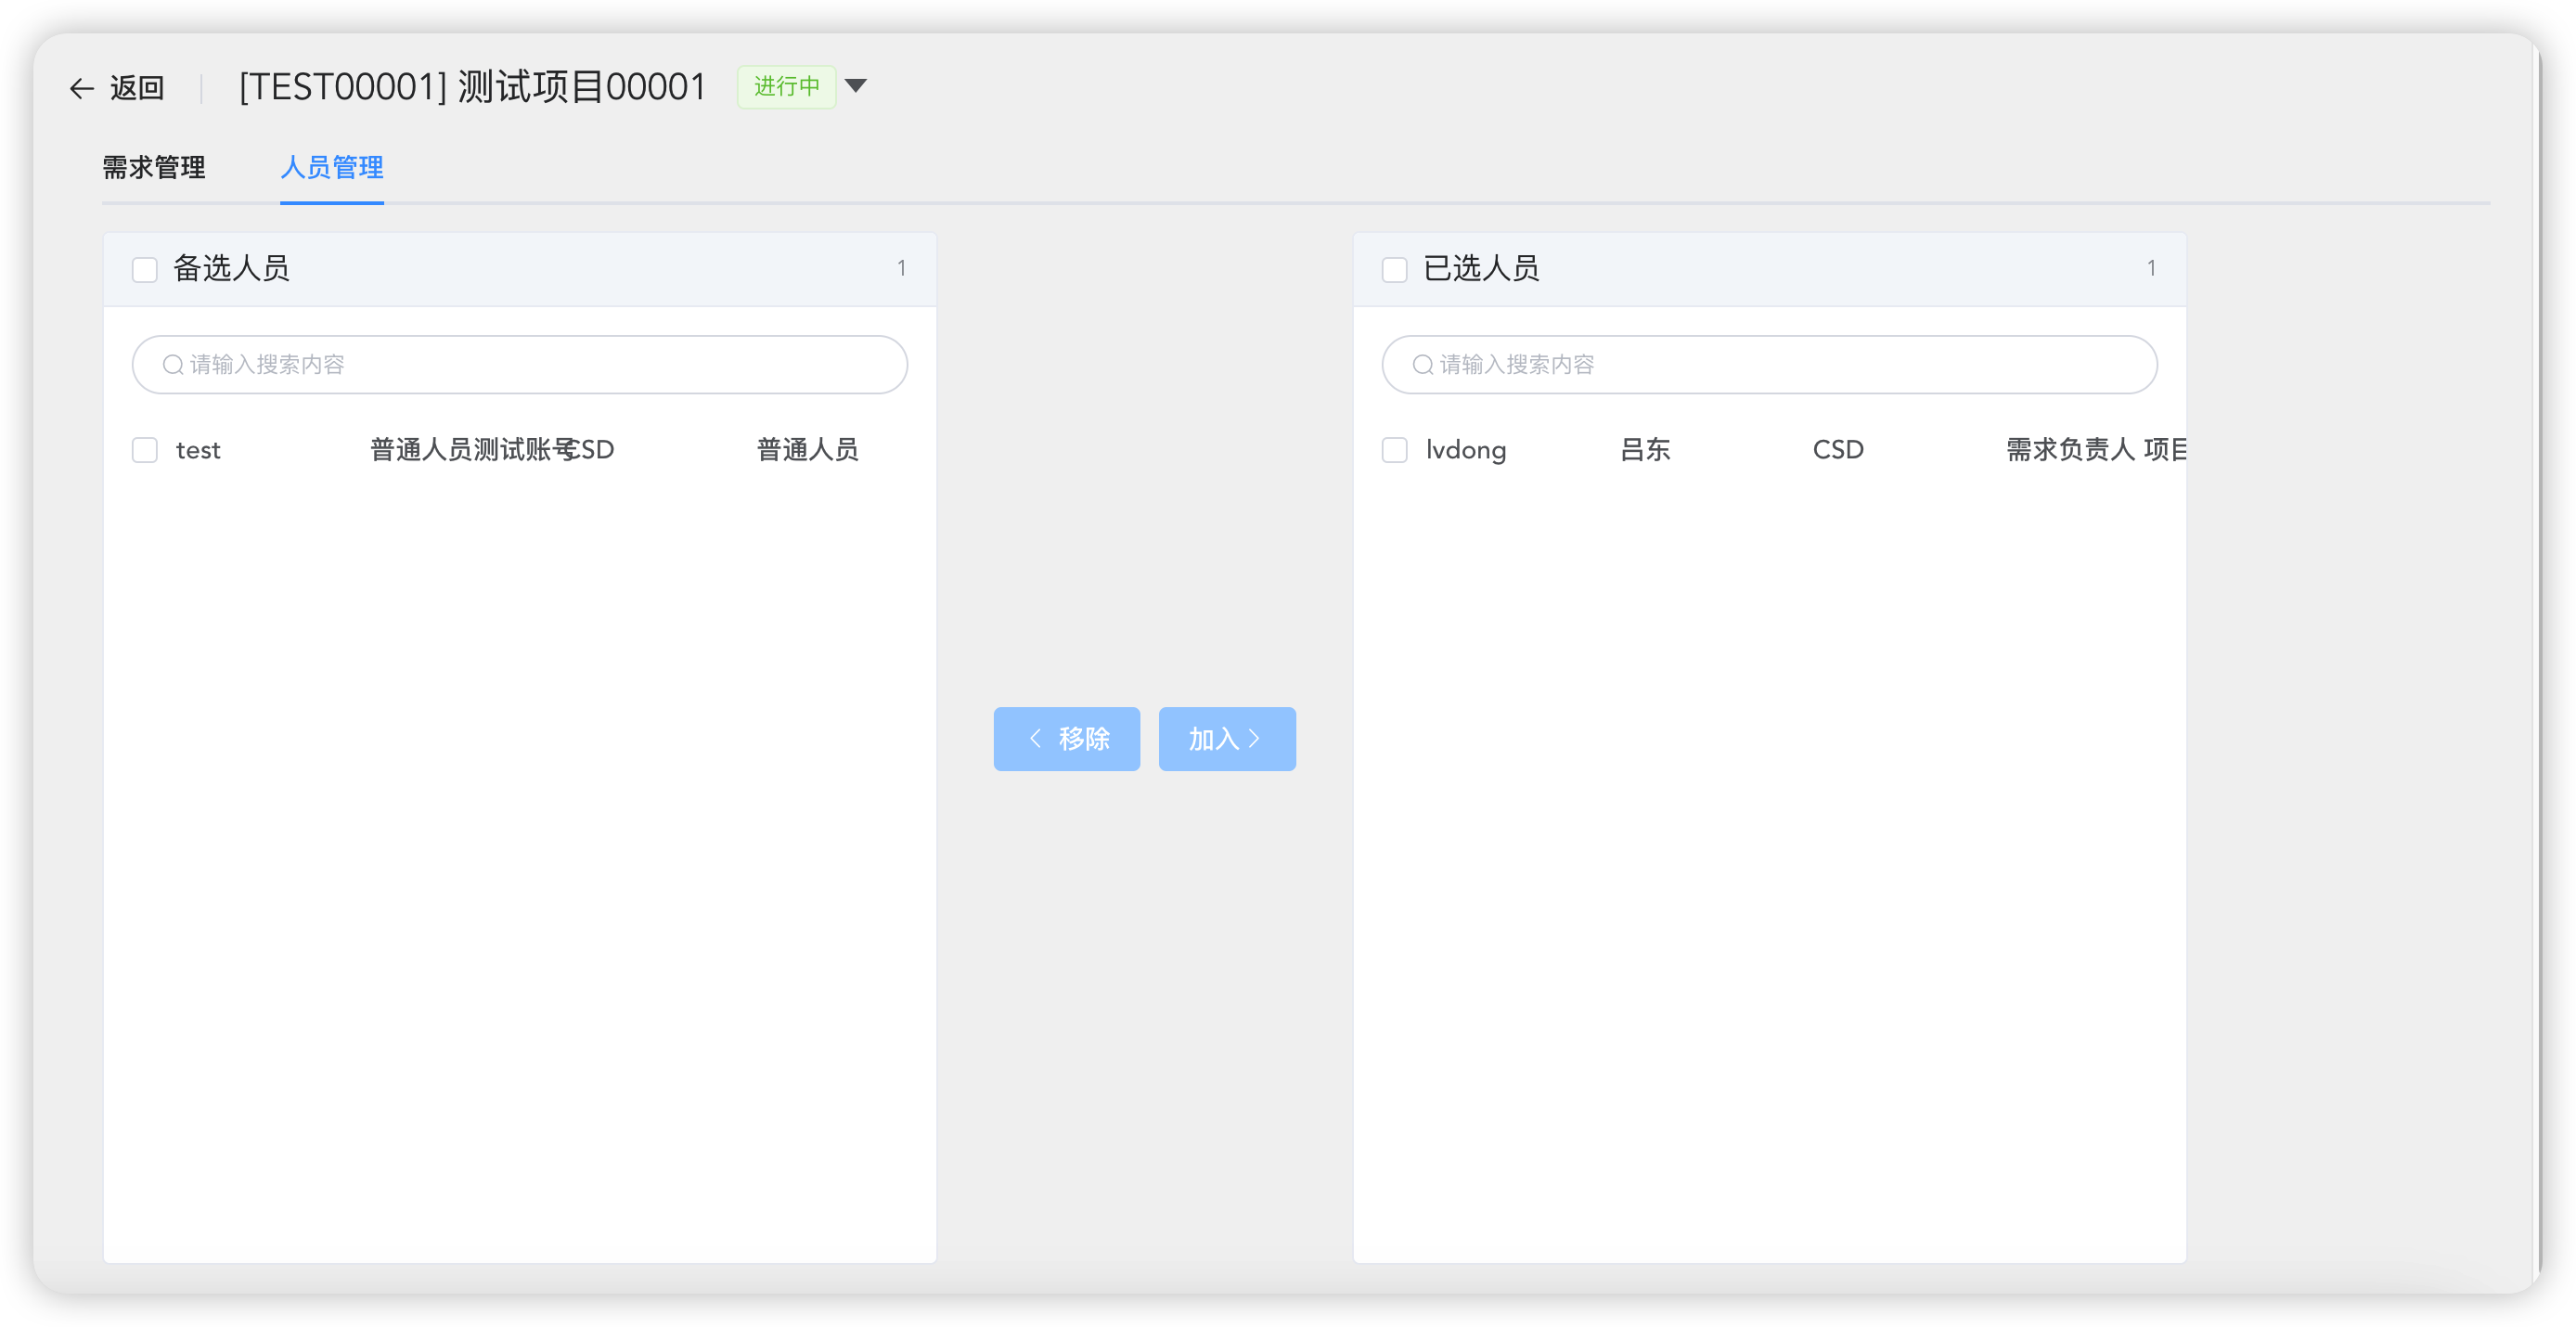 返回 [TEST00001] 测试项目00001 进行中
需求管理 人员管理
备选人员 1
请输入搜索内容
test 普通人员测试账号 CSD 普通人员
移除 加入
已选人员 1
请输入搜索内容
lvdong 吕东 CSD 需求负责人 项目